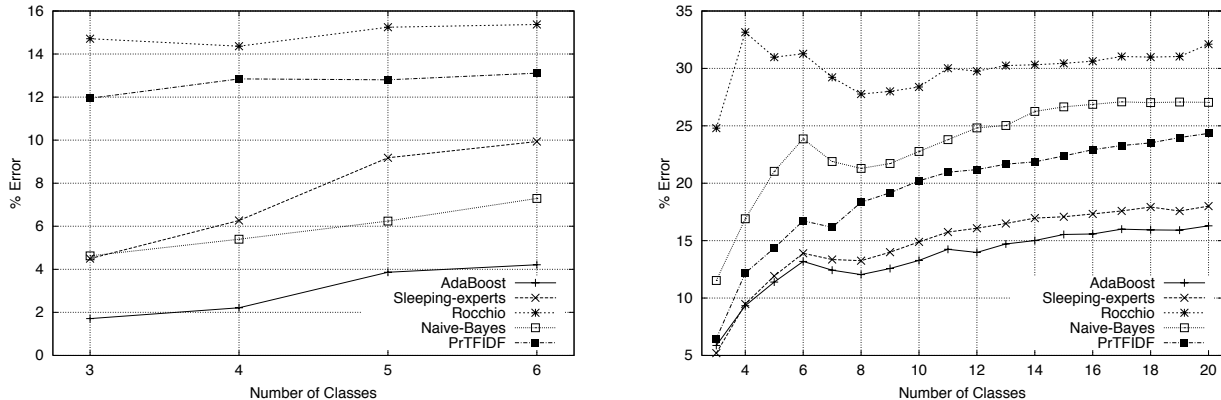 16
14
12
10
8
6
4
2
0
% Error
3
4
5
6
Number of Classes
AdaBoost
Sleeping-experts
Rocchio
Naive-Bayes
PrTFIDF
35
30
25
20
15
10
5
% Error
4
6
8
10
12
14
16
18
20
Number of Classes
AdaBoost
Sleeping-experts
Rocchio
Naive-Bayes
PrTFIDF